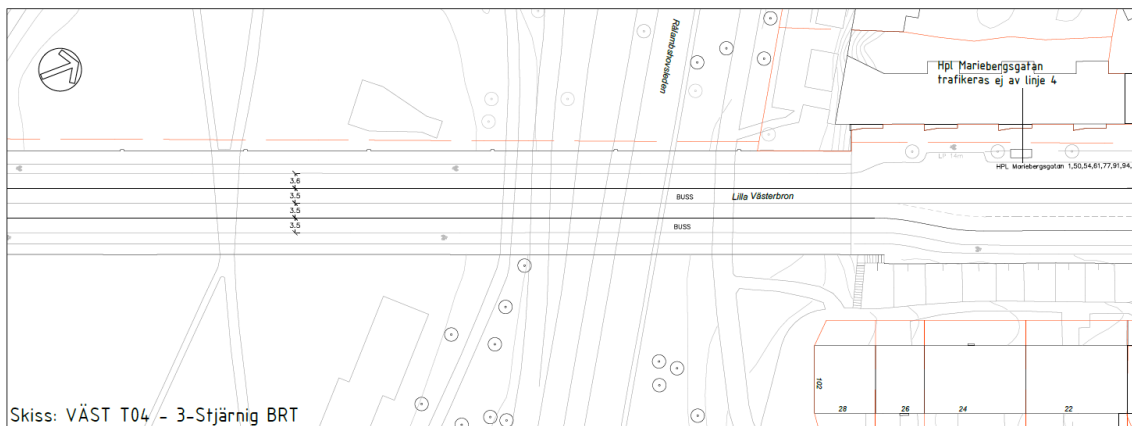 Rålambshovsleden
Hpl Mariebergsgatan
trafikeras ej av linje 4
LP 14m
HPL Mariebergsgatan 1,50,54,61,77,91,94,
3.6
3.5
3.5
3.5
BUSS
Lilla Västerbron
BUSS
102
28
26
24
22
Skiss: VÄST T04 - 3-Stjärnig BRT